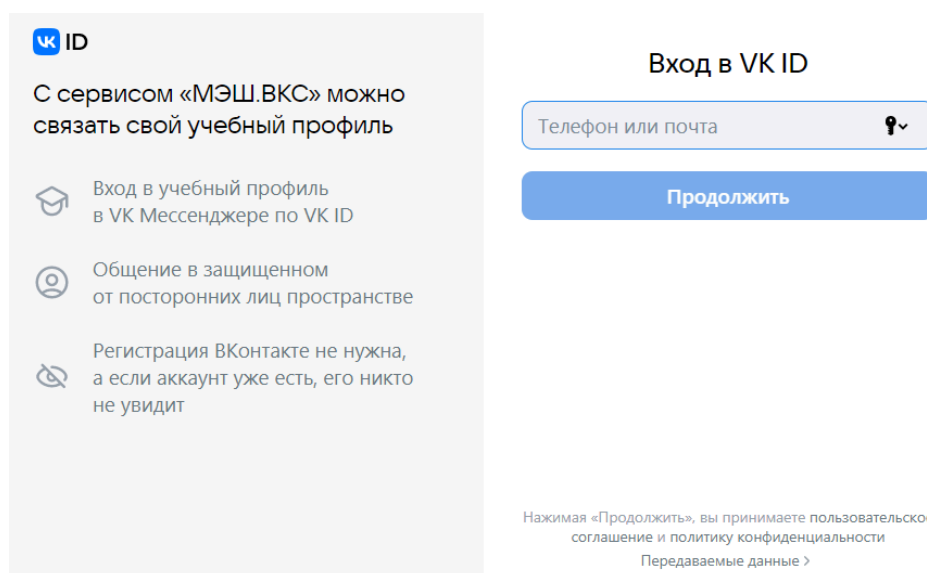 VK ID
С сервисом «МЭШ.ВКС» можно
связать свой учебный профиль
Вход в учебный профиль
в VK Мессенджере по VK ID
Общение в защищенном
от посторонних лиц пространстве
Регистрация ВКонтакте не нужна,
а если аккаунт уже есть, его никто
не увидит
Вход в VK ID
Телефон или почта
Продолжить
Нажимая «Продолжить», вы принимаете пользовательско
соглашение и политику конфиденциальности
Передаваемые данные >